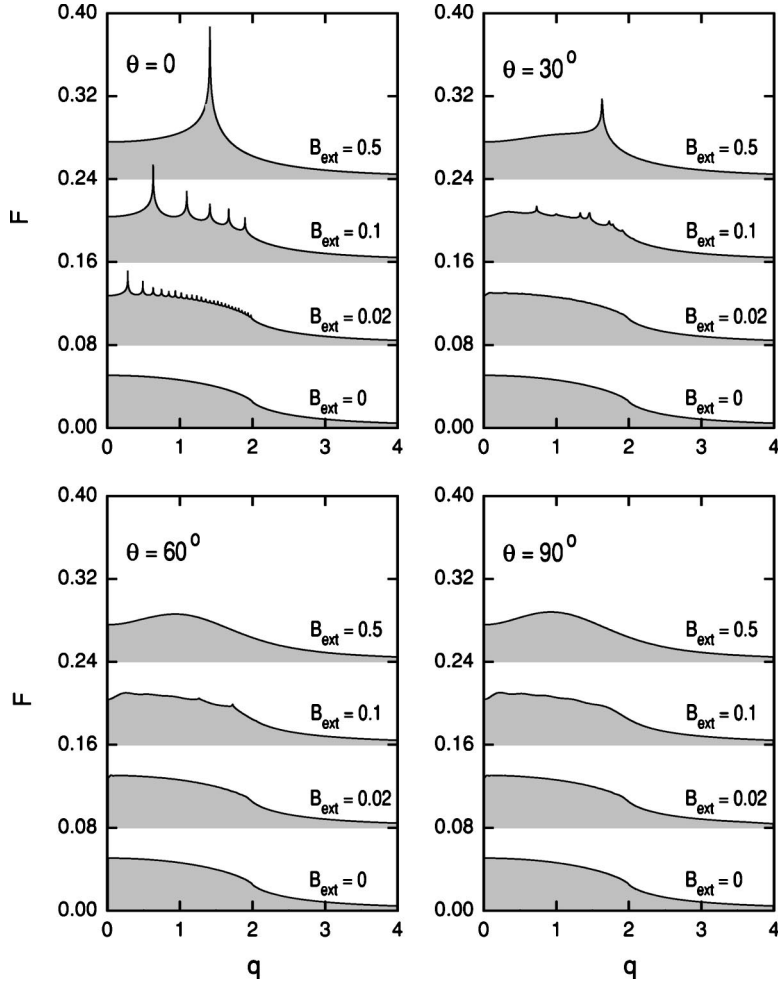 0.40
0.32
0.24
0.16
0.08
0.00
F
θ = 0
B_ext = 0.5
B_ext = 0.1
B_ext = 0.02
B_ext = 0
0 1 2 3 4
0.40
0.32
0.24
0.16
0.08
0.00
θ = 30°
B_ext = 0.5
B_ext = 0.1
B_ext = 0.02
B_ext = 0
0 1 2 3 4
0.40
0.32
0.24
0.16
0.08
0.00
F
θ = 60°
B_ext = 0.5
B_ext = 0.1
B_ext = 0.02
B_ext = 0
0 1 2 3 4
q
0.40
0.32
0.24
0.16
0.08
0.00
θ = 90°
B_ext = 0.5
B_ext = 0.1
B_ext = 0.02
B_ext = 0
0 1 2 3 4
q